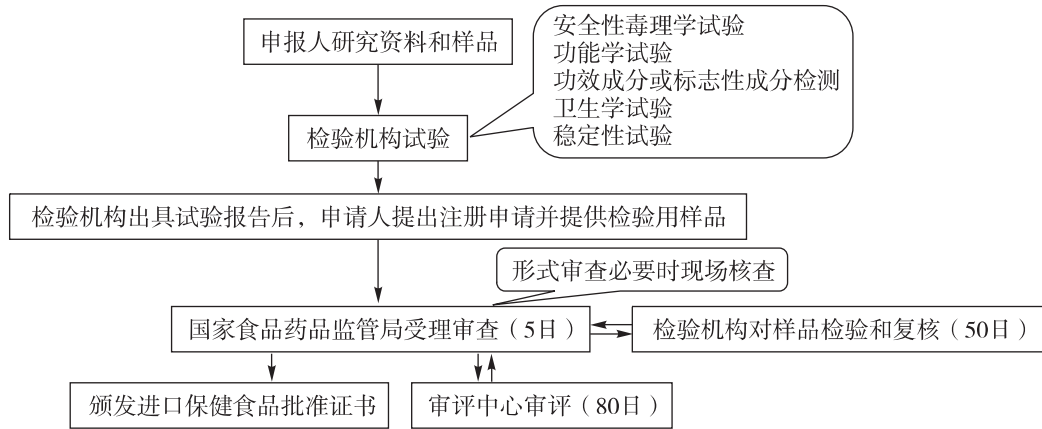 申报人研究资料和样品
安全性毒理学试验
功能学试验
功效成分或标志性成分检测
卫生学试验
稳定性试验
检验机构试验
检验机构出具试验报告后，申请人提出注册申请并提供检验用样品
形式审查必要时现场核查
国家食品药品监管局受理审查（5日）
检验机构对样品检验和复核（50日）
颁发进口保健食品批准证书
审评中心审评（80日）